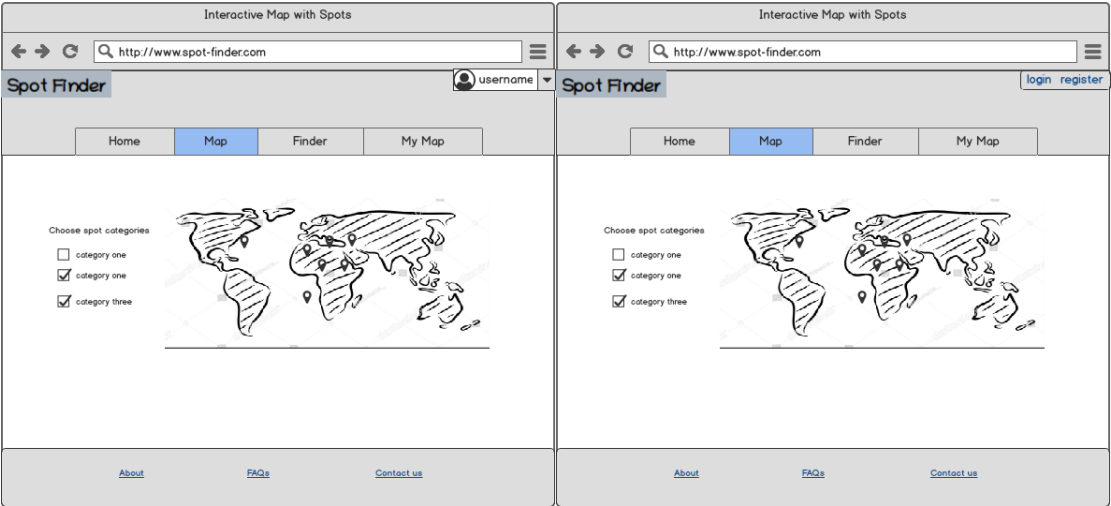 Interactive Map with Spots
http://www.spot-finder.com
Spot Finder
username
Home Map Finder My Map
Choose spot categories
category one
category one
category three
About FAQs Contact us
Interactive Map with Spots
http://www.spot-finder.com
Spot Finder
login register
Home Map Finder My Map
Choose spot categories
category one
category one
category three
About FAQs Contact us